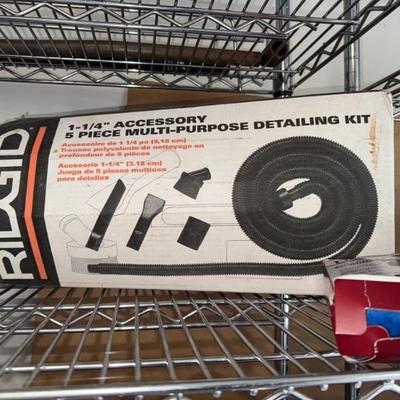 RIDGID
1-1/4" ACCESSORY
5 PIECE MULTI-PURPOSE DETAILING KIT
Accessoire de 1 1/4 po (3,18 cm)
Trousse polyvalente de nettoyage en
profondeur de 5 pièces
Accesorio 1-1/4" (3.18 cm)
Juego de 5 piezas multiuso
para detalles